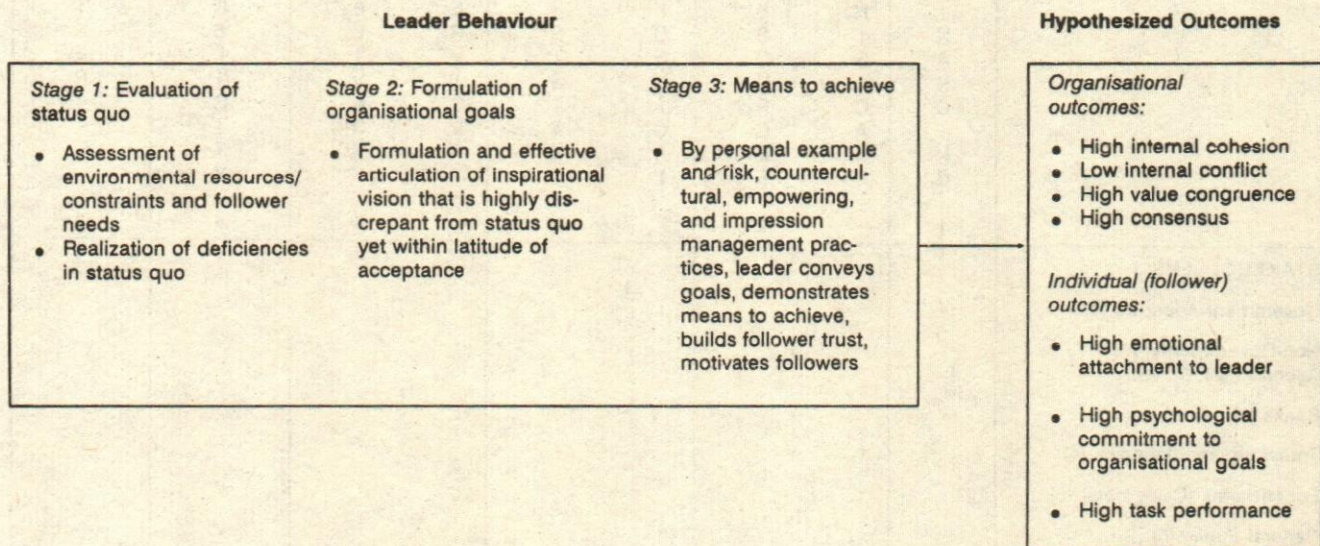 Leader Behaviour
Hypothesized Outcomes
Stage 1: Evaluation of
status quo
• Assessment of
environmental resources/
constraints and follower
needs
• Realization of deficiencies
in status quo
Stage 2: Formulation of
organisational goals
• Formulation and effective
articulation of inspirational
vision that is highly dis-
crepant from status quo
yet within latitude of
acceptance
Stage 3: Means to achieve
• By personal example
and risk, countercul-
tural, empowering,
and impression
management prac-
tices, leader conveys
goals, demonstrates
means to achieve,
builds follower trust,
motivates followers
Organisational
outcomes:
• High internal cohesion
• Low internal conflict
• High value congruence
• High consensus
Individual (follower)
outcomes:
• High emotional
attachment to leader
• High psychological
commitment to
organisational goals
• High task performance